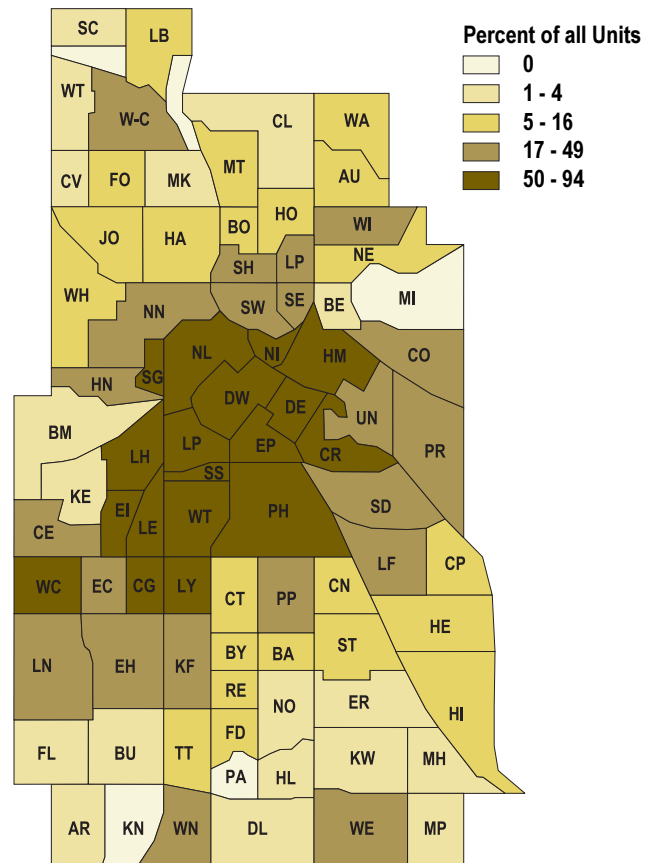 SC
LB
Percent of all Units
0
1 - 4
5 - 16
17 - 49
50 - 94
WT
W-C
CL
WA
MT
AU
CV
FO
MK
BO
HO
WI
JO
HA
NE
SH
LP
WH
NN
SW
SE
BE
MI
NL
NI
HM
CO
HN
SG
DW
DE
UN
BM
LP
EP
CR
PR
LH
SS
KE
EI
LE
WT
PH
SD
CE
LF
CP
WC
EC
CG
LY
CT
PP
CN
HE
LN
EH
KF
BY
BA
ST
RE
NO
ER
HI
FD
FL
BU
TT
PA
HL
KW
MH
AR
KN
WN
DL
WE
MP